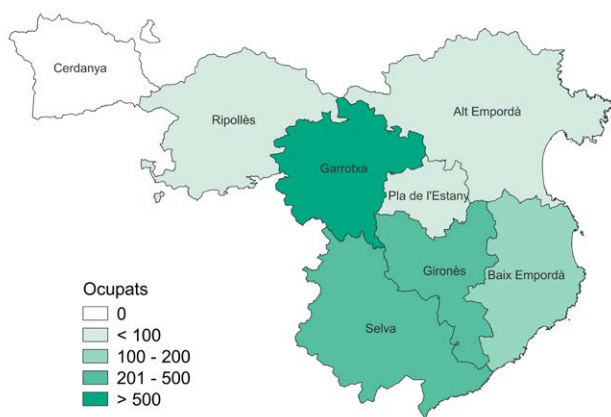 Cerdanya
Ripollès
Alt Empordà
Garrotxa
Pla de l'Estany
Gironès
Baix Empordà
Selva
Ocupats
0
< 100
100 - 200
201 - 500
> 500